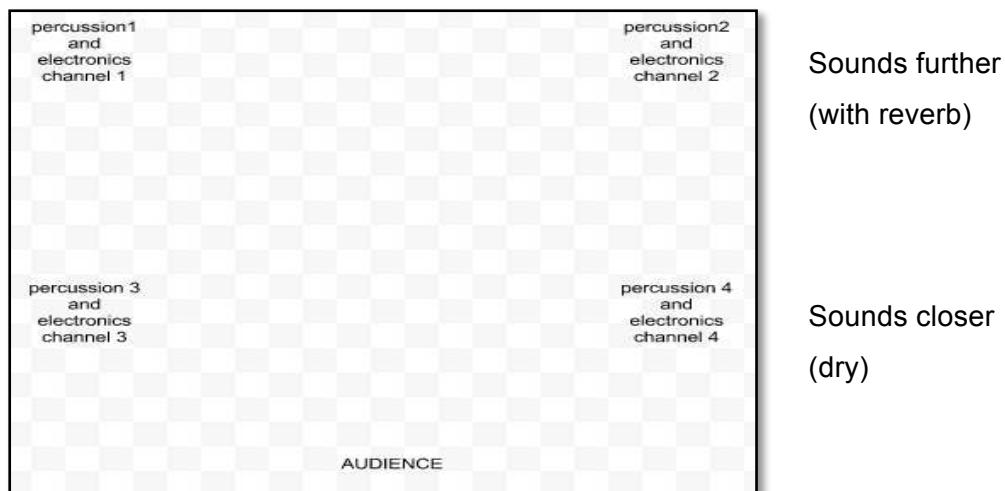 percussion1
and
electronics
channel 1
percussion2
and
electronics
channel 2
Sounds further
(with reverb)
percussion 3
and
electronics
channel 3
percussion 4
and
electronics
channel 4
Sounds closer
(dry)
AUDIENCE